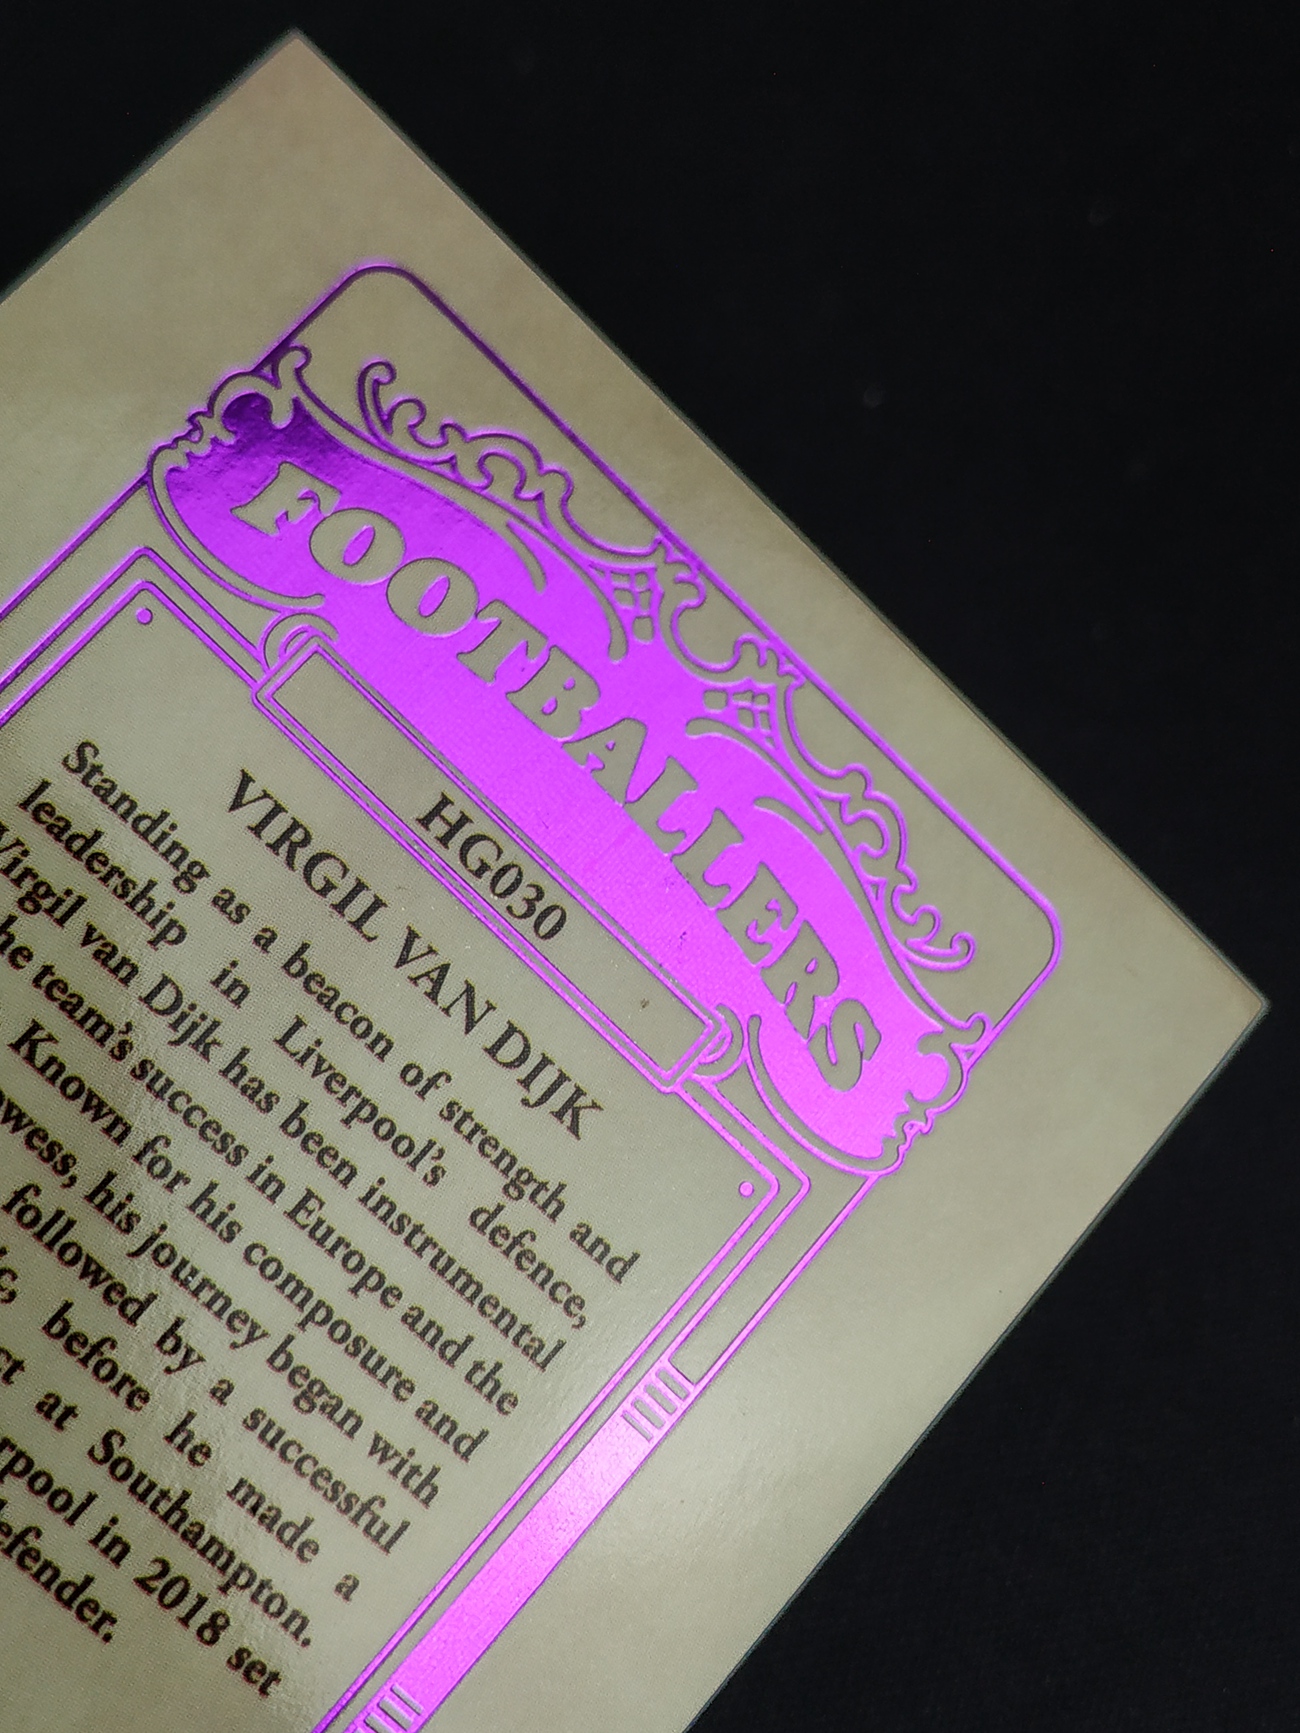 FOOTBALLERS
HG030
VIRGIL VAN DIJK
Standing as a beacon of strength and
leadership in Liverpool's defence,
Virgil van Dijk has been instrumental
the team's success in Europe and the
Known for his composure and
his journey began with
followed by a successful
before he made a
at Southampton.
in 2018 set